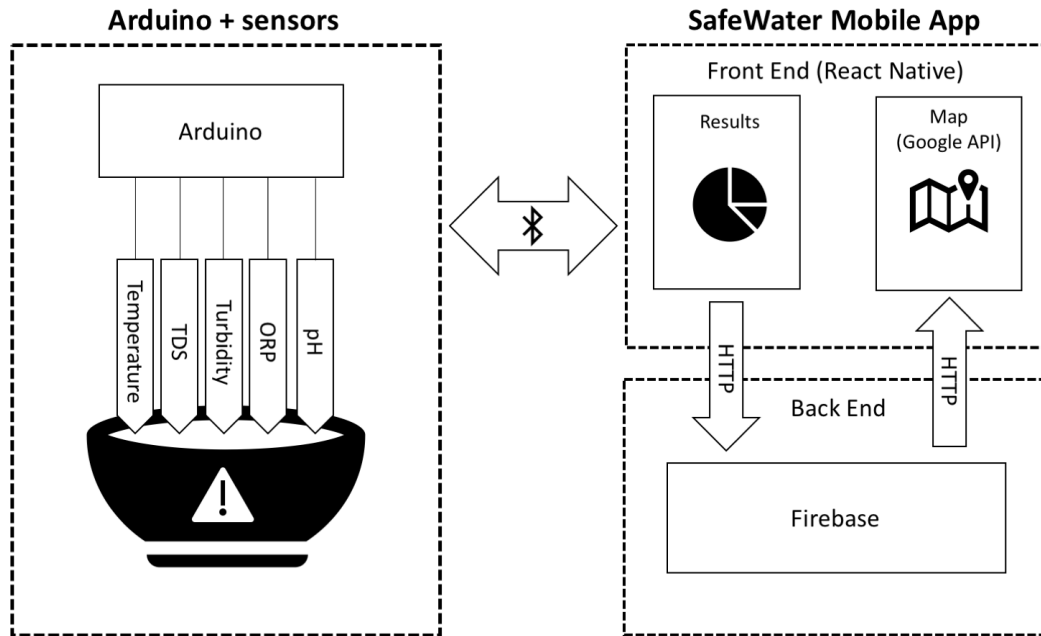 Arduino + sensors
Arduino
Temperature
TDS
Turbidity
ORP
pH
!
SafeWater Mobile App
Front End (React Native)
Results
Map
(Google API)
HTTP
HTTP
Back End
Firebase